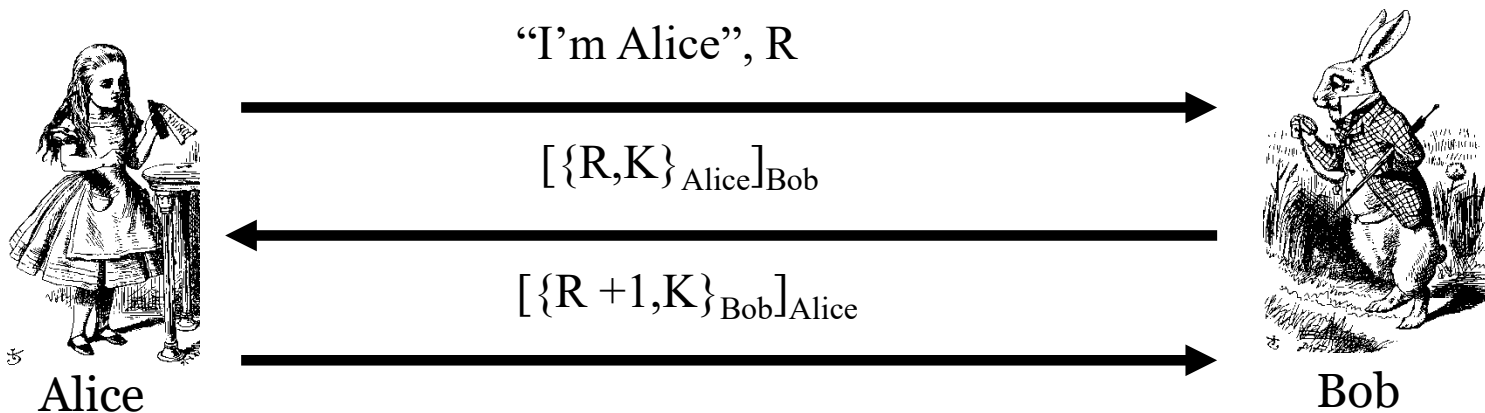 “I’m Alice”, R
[{R,K}Alice]Bob
[{R +1,K}Bob]Alice
Alice
Bob